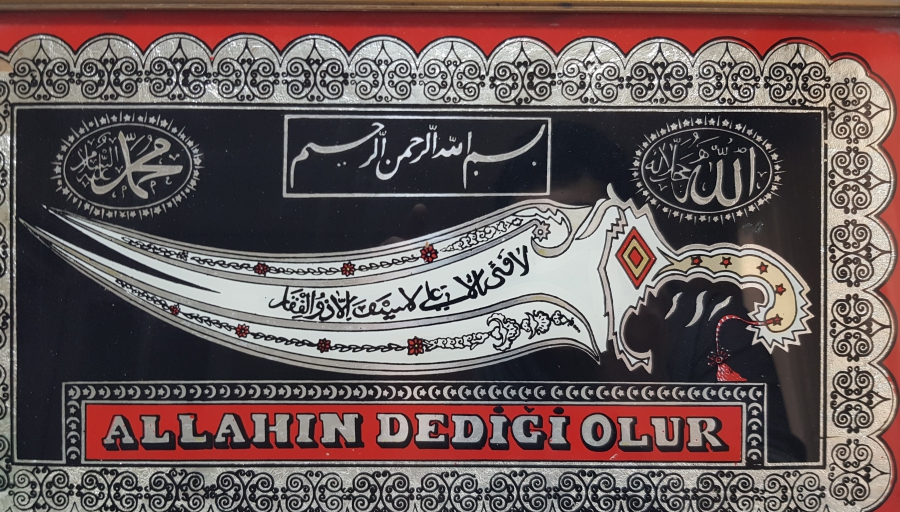 الله جل جلاله
بسم الله الرحمن الرحيم
محمد عليه السلام
لا فتى الا علي لا سيف الا ذو الفقار
ALLAHIN DEDİĞİ OLUR